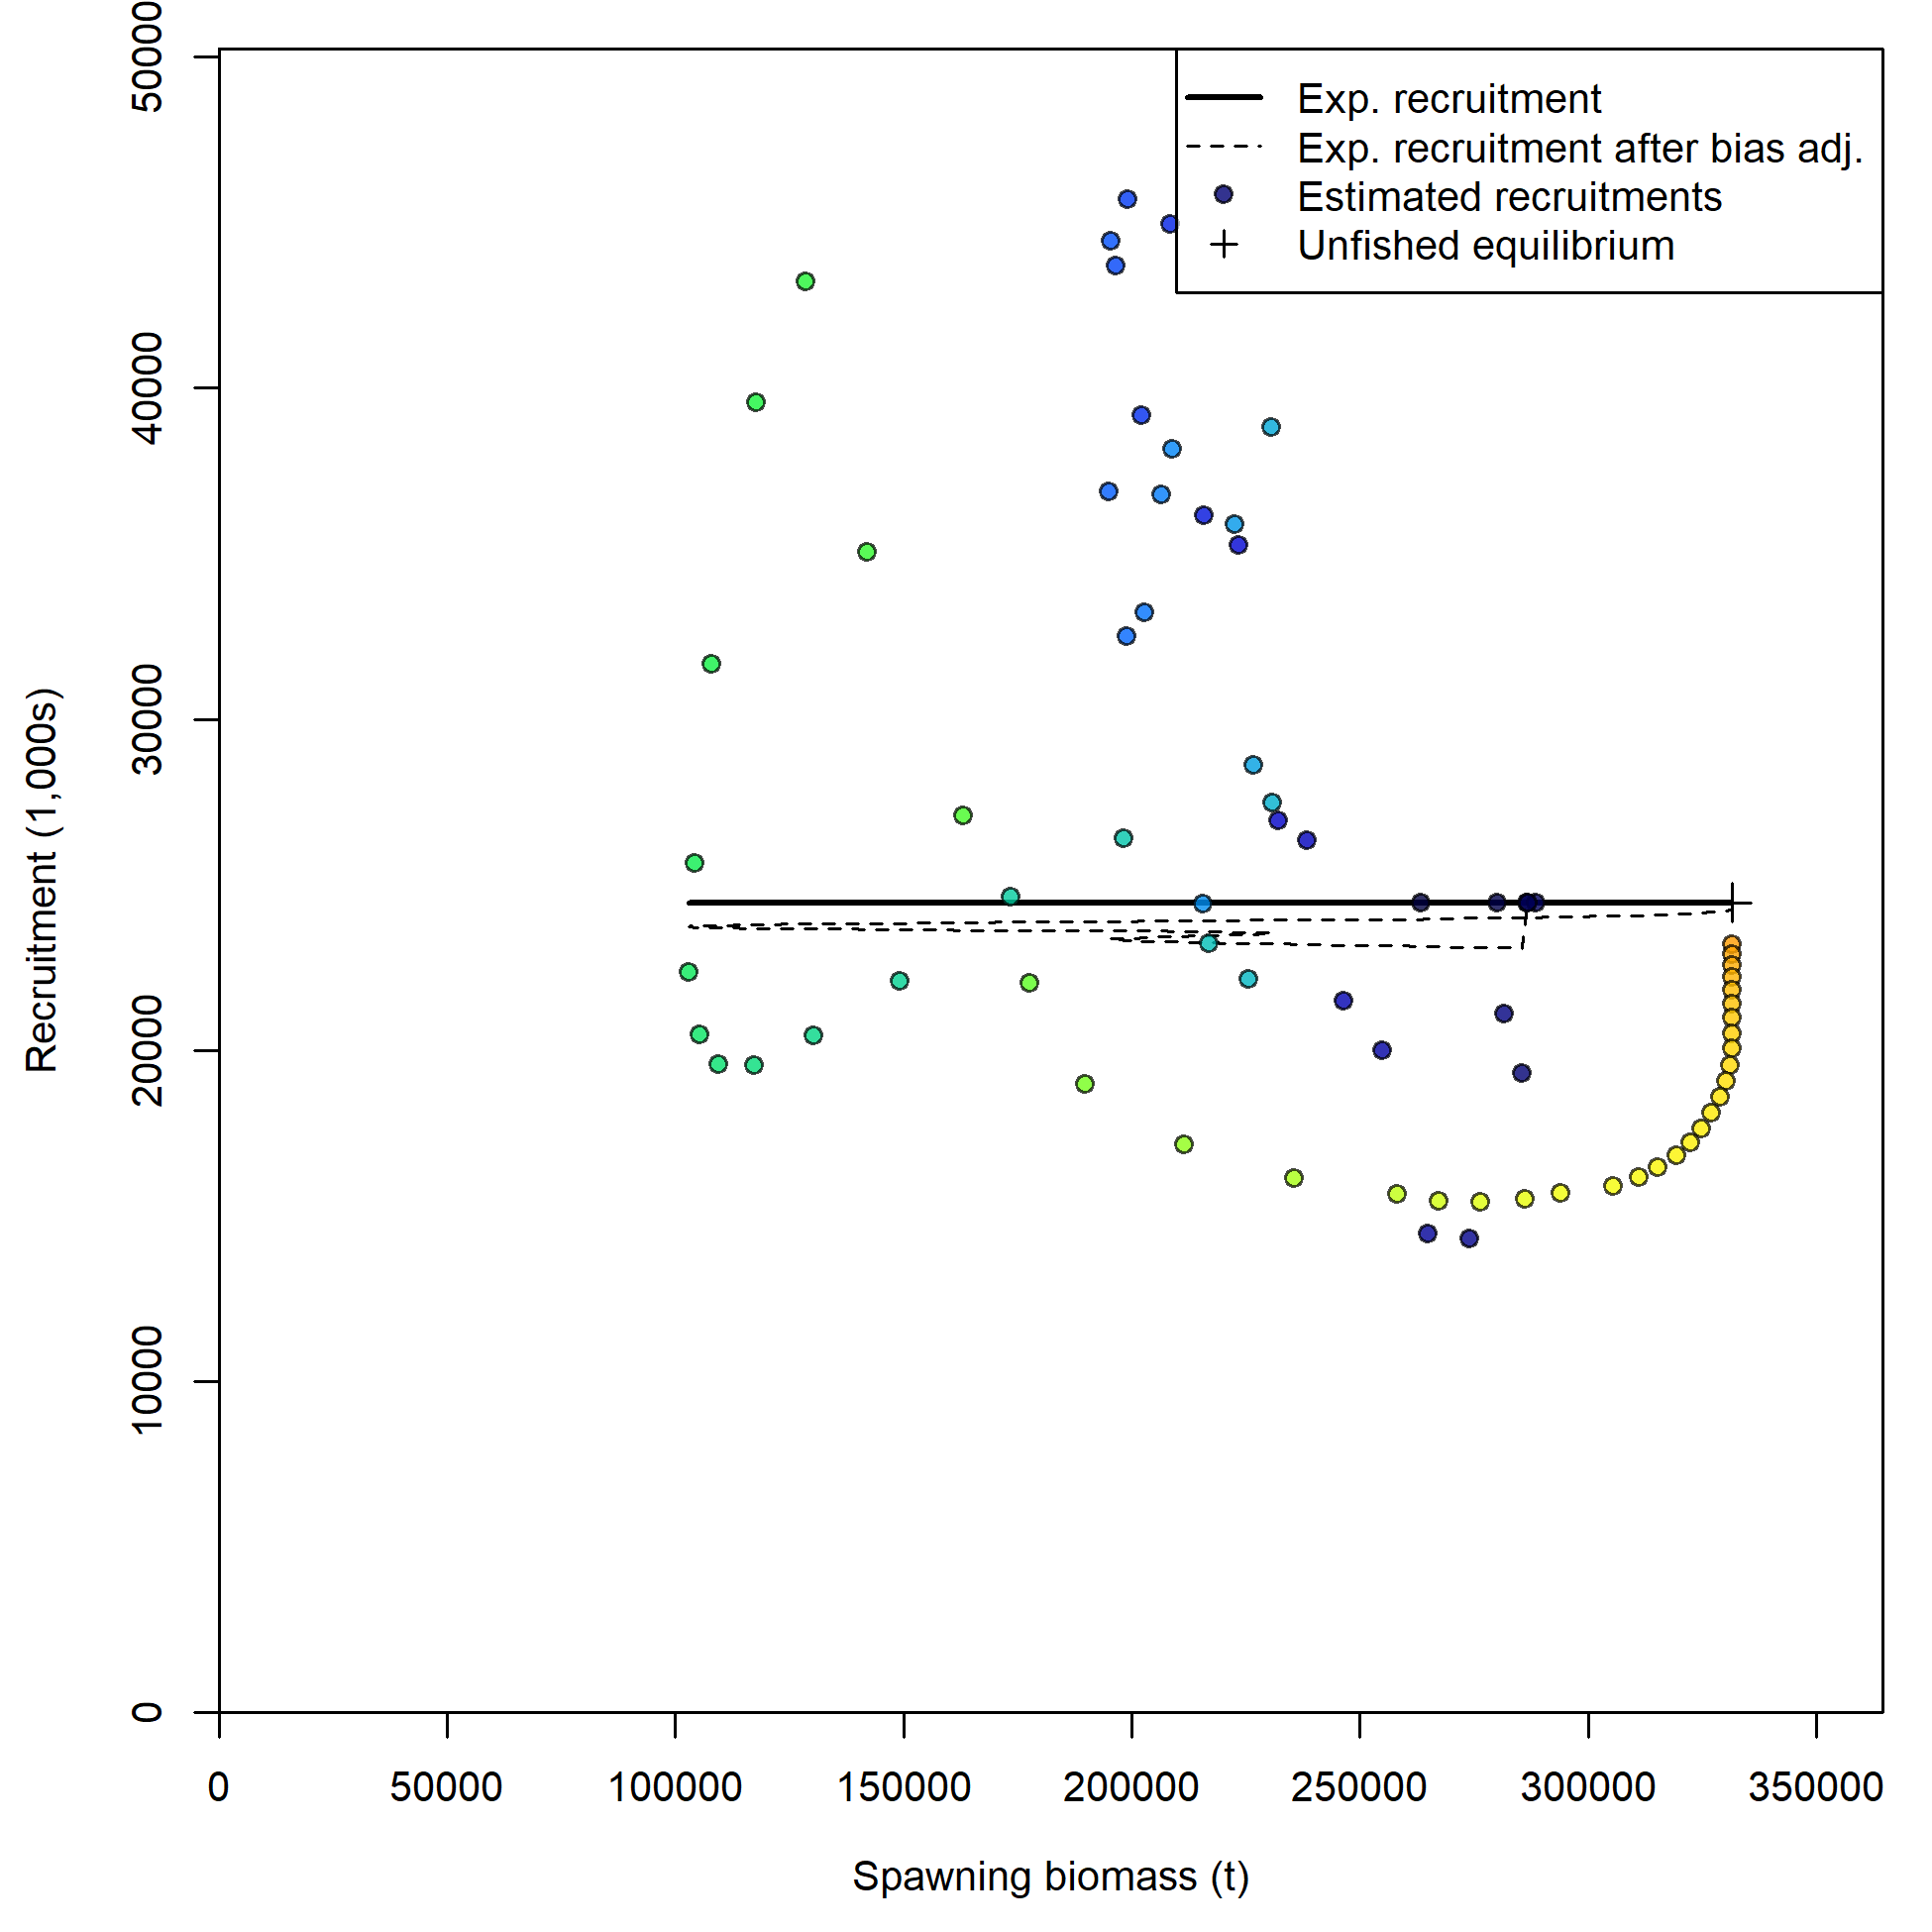 Exp. recruitment
Exp. recruitment after bias adj.
Estimated recruitments
Unfished equilibrium
Recruitment (1,000s)
50000
40000
30000
20000
10000
0
0 50000 100000 150000 200000 250000 300000 350000
Spawning biomass (t)